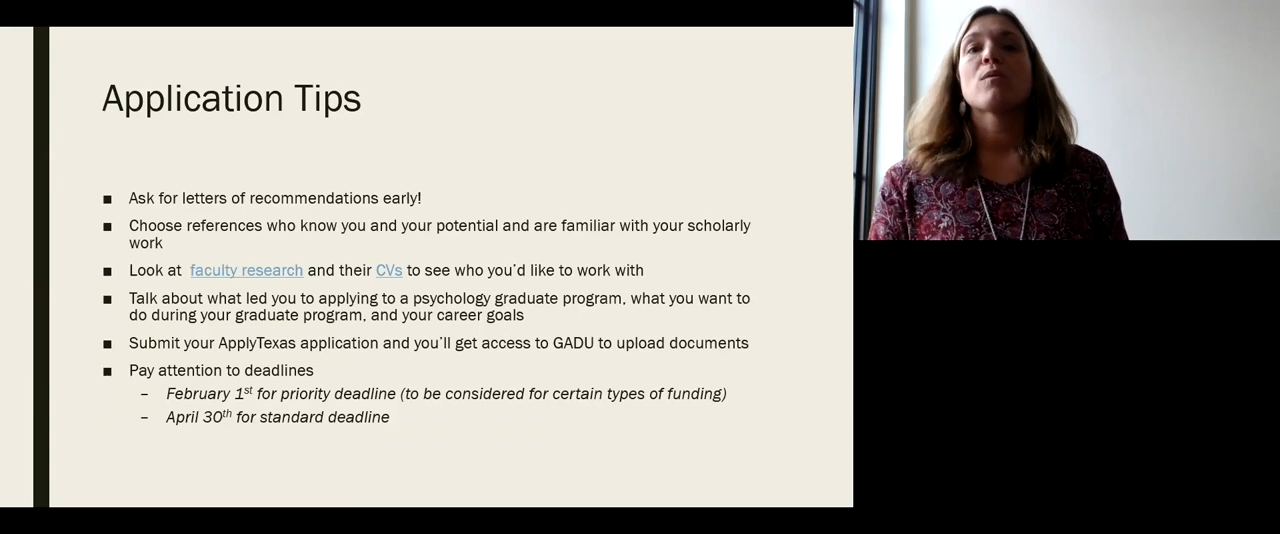 Application Tips
■ Ask for letters of recommendations early!
■ Choose references who know you and your potential and are familiar with your scholarly
work
■ Look at faculty research and their CVs to see who you'd like to work with
■ Talk about what led you to applying to a psychology graduate program, what you want to
do during your graduate program, and your career goals
■ Submit your ApplyTexas application and you'll get access to GADU to upload documents
■ Pay attention to deadlines
– February 1st for priority deadline (to be considered for certain types of funding)
– April 30th for standard deadline